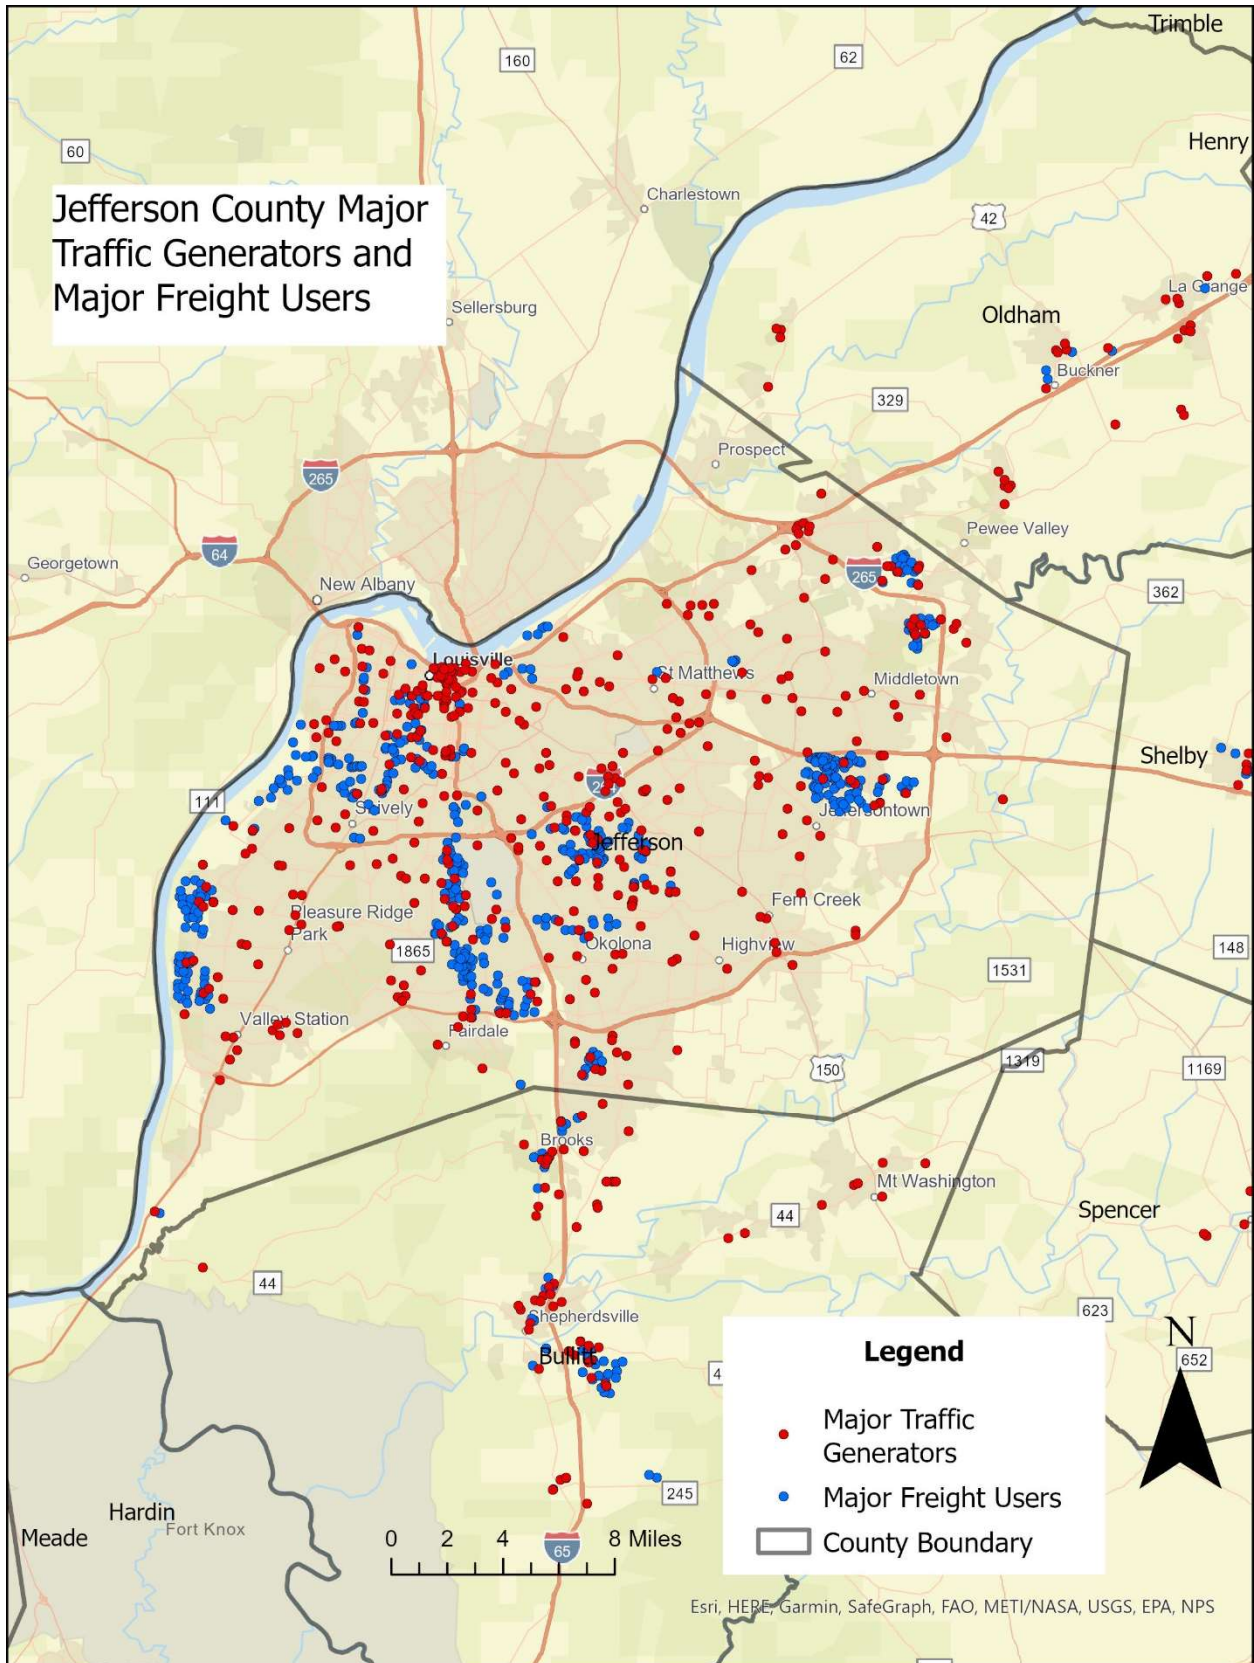 Trimble
160
62
Henry
60
Jefferson County Major
Traffic Generators and
Major Freight Users
Charlestown
42
La Grange
Sellersburg
Oldham
Buckner
329
Prospect
265
Pewee Valley
64
Georgetown
265
New Albany
362
Louisville
St Matthews
Middletown
Shelby
111
Shively
Jeffersontown
Jefferson
Fern Creek
Pleasure Ridge
Park
1865
Okolona
Highview
148
1531
Valley Station
Fairdale
150
1319
1169
Brooks
Mt Washington
44
Spencer
44
623
Shepherdsville
N
652
Bullitt
Legend
Major Traffic
Generators
Major Freight Users
County Boundary
245
Hardin
Fort Knox
Meade
0 2 4 8 Miles
65
Esri, HERE, Garmin, SafeGraph, FAO, METI/NASA, USGS, EPA, NPS